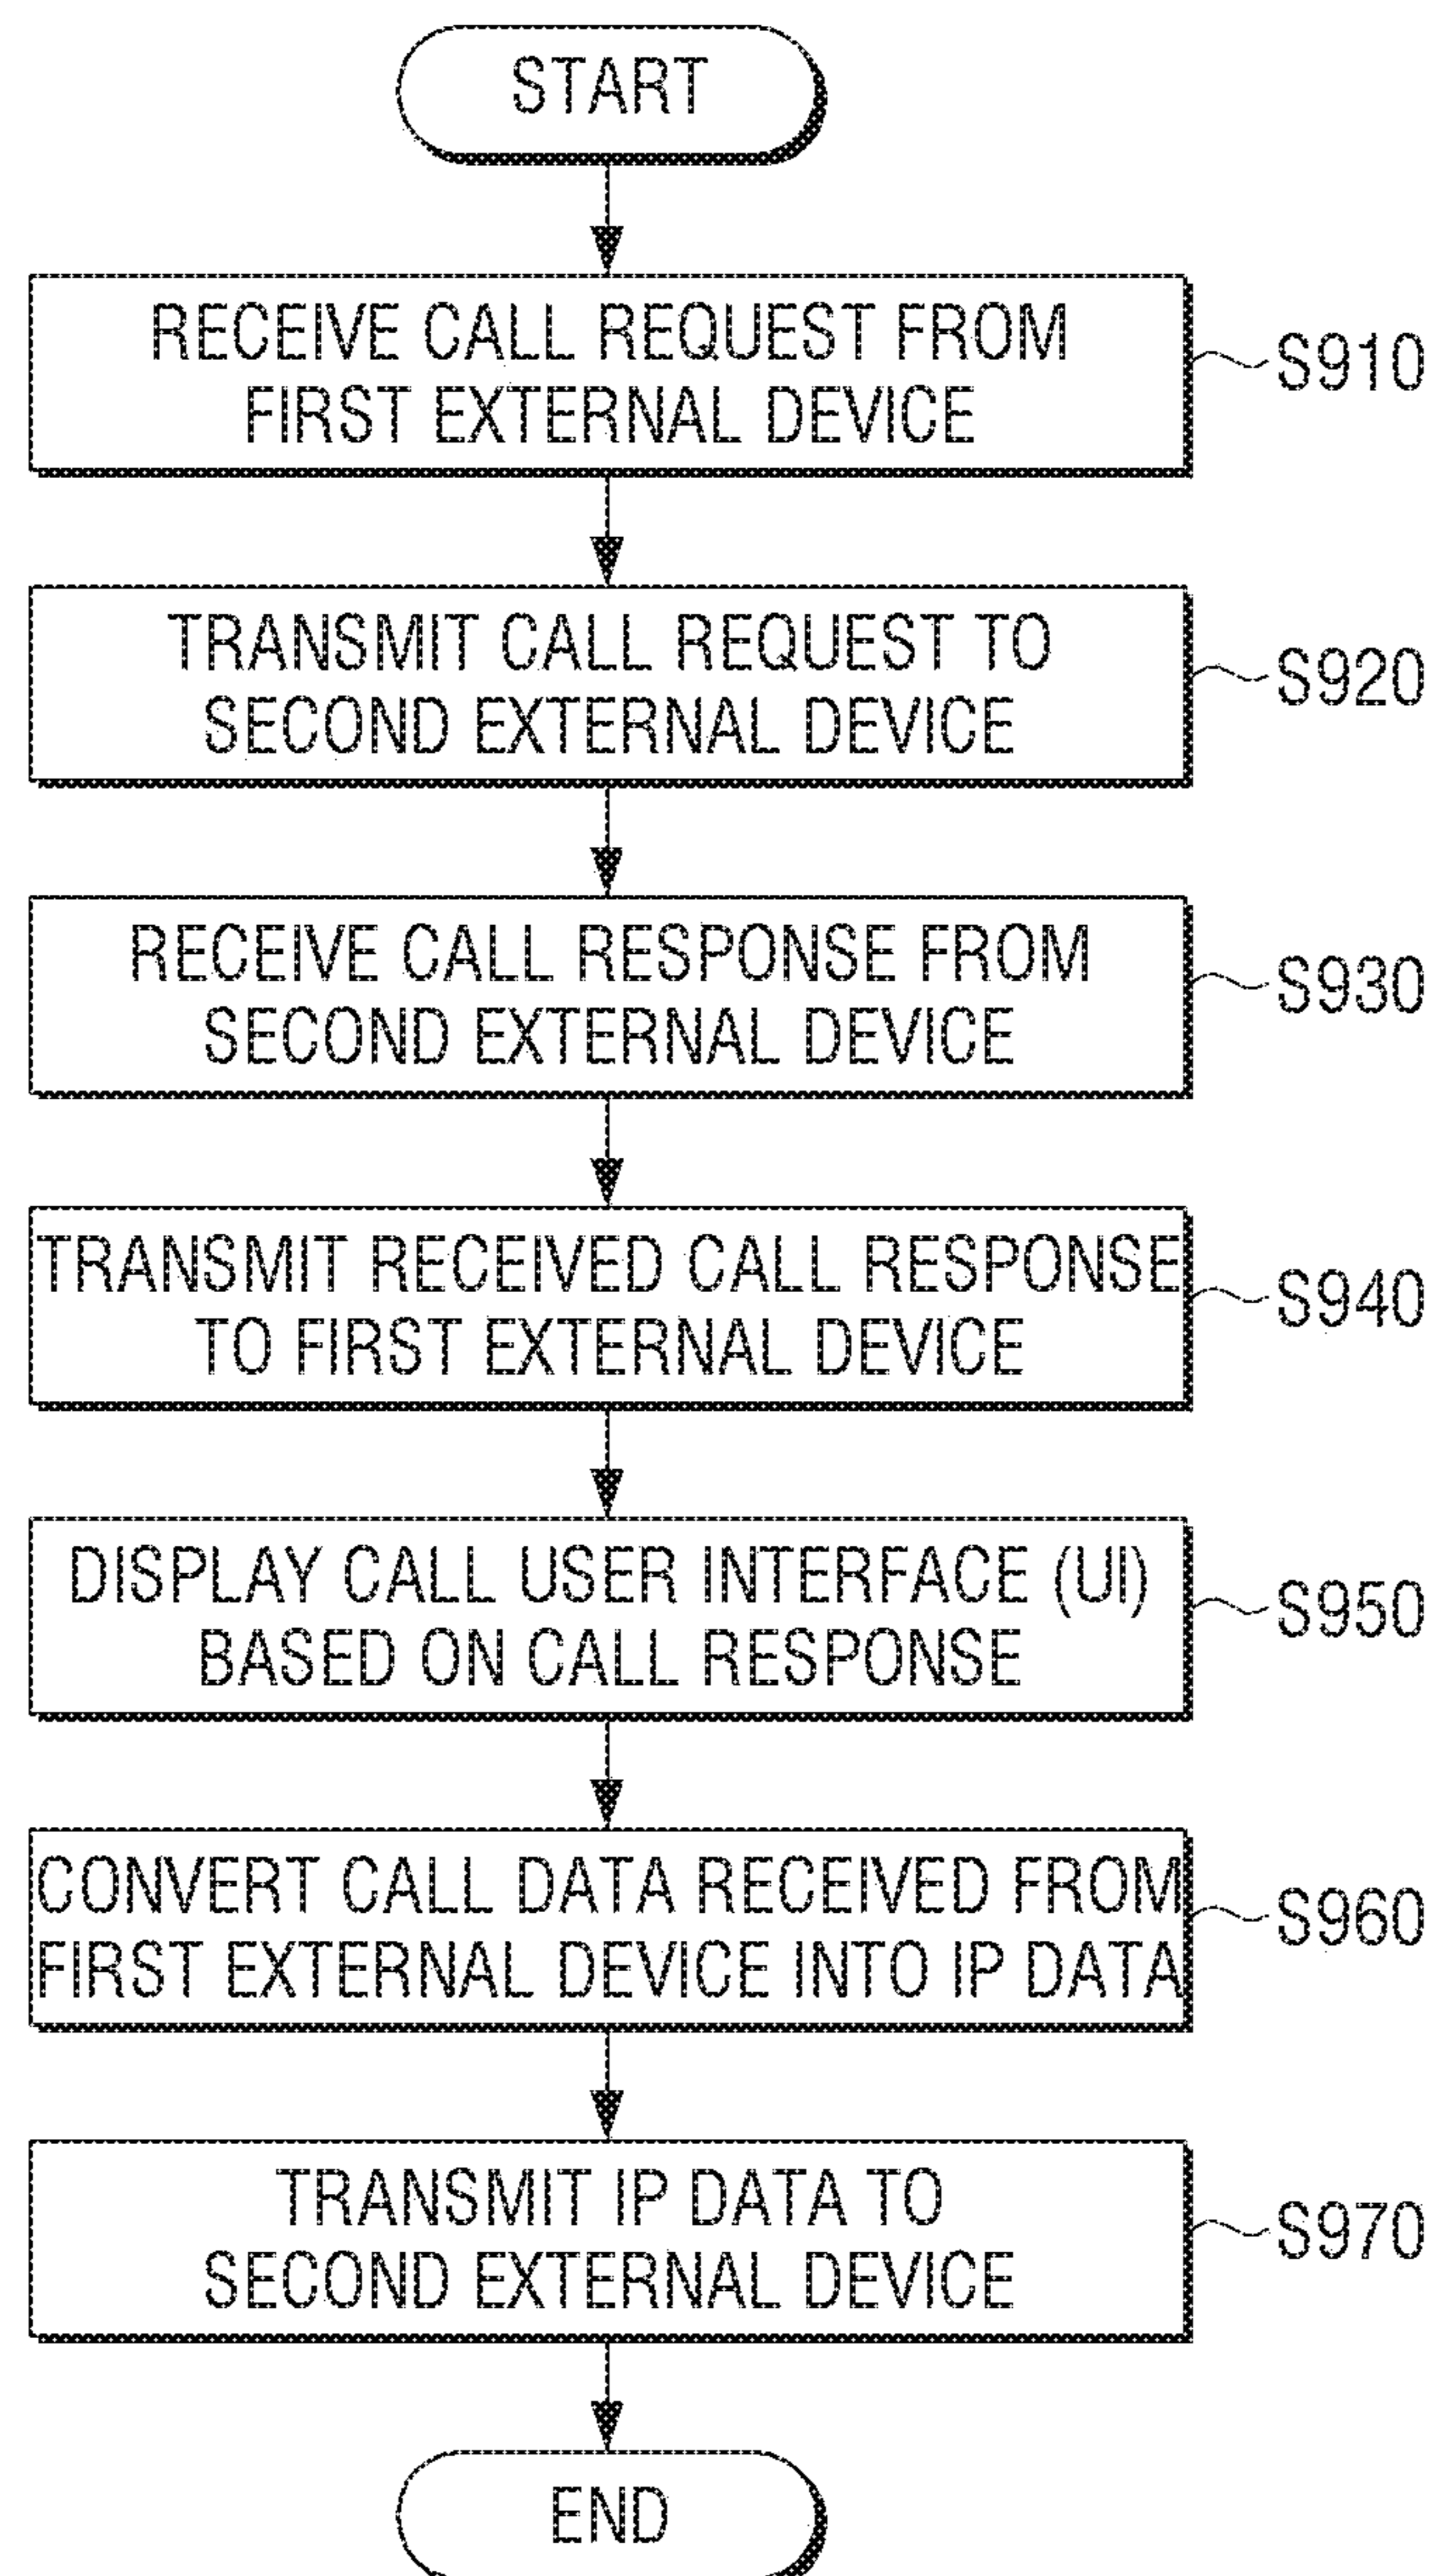 START
RECEIVE CALL REQUEST FROM
FIRST EXTERNAL DEVICE
S910
TRANSMIT CALL REQUEST TO
SECOND EXTERNAL DEVICE
S920
RECEIVE CALL RESPONSE FROM
SECOND EXTERNAL DEVICE
S930
TRANSMIT RECEIVED CALL RESPONSE
TO FIRST EXTERNAL DEVICE
S940
DISPLAY CALL USER INTERFACE (UI)
BASED ON CALL RESPONSE
S950
CONVERT CALL DATA RECEIVED FROM
FIRST EXTERNAL DEVICE INTO IP DATA
S960
TRANSMIT IP DATA TO
SECOND EXTERNAL DEVICE
S970
END